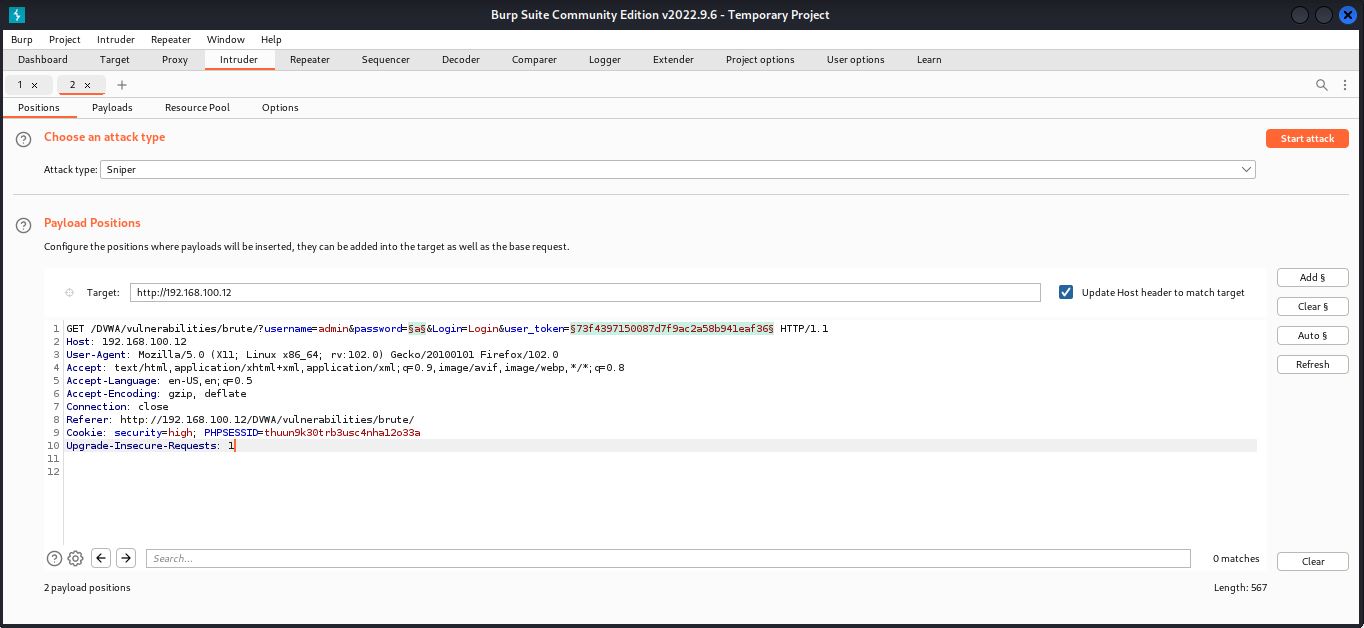 Burp Suite Community Edition v2022.9.6 - Temporary Project
Burp Project Intruder Repeater Window Help
Dashboard Target Proxy Intruder Repeater Sequencer Decoder Comparer Logger Extender Project options User options Learn
1 × 2 × +
Positions Payloads Resource Pool Options
? Choose an attack type
Start attack
Attack type: Sniper
? Payload Positions
Configure the positions where payloads will be inserted, they can be added into the target as well as the base request.
Add §
Target: http://192.168.100.12 Update Host header to match target
Clear §
Auto §
Refresh
1 GET /DVWA/vulnerabilities/brute/?username=admin&password=§a§&Login=Login&user_token=§73f4397150087d7f9ac2a58b941eaf36§ HTTP/1.1
2 Host: 192.168.100.12
3 User-Agent: Mozilla/5.0 (X11; Linux x86_64; rv:102.0) Gecko/20100101 Firefox/102.0
4 Accept: text/html,application/xhtml+xml,application/xml;q=0.9,image/avif,image/webp,*/*;q=0.8
5 Accept-Language: en-US,en;q=0.5
6 Accept-Encoding: gzip, deflate
7 Connection: close
8 Referer: http://192.168.100.12/DVWA/vulnerabilities/brute/
9 Cookie: security=high; PHPSESSID=thuun9k30trb3usc4nha12o33a
10 Upgrade-Insecure-Requests: 1
11
12
? Search... 0 matches Clear
2 payload positions Length: 567